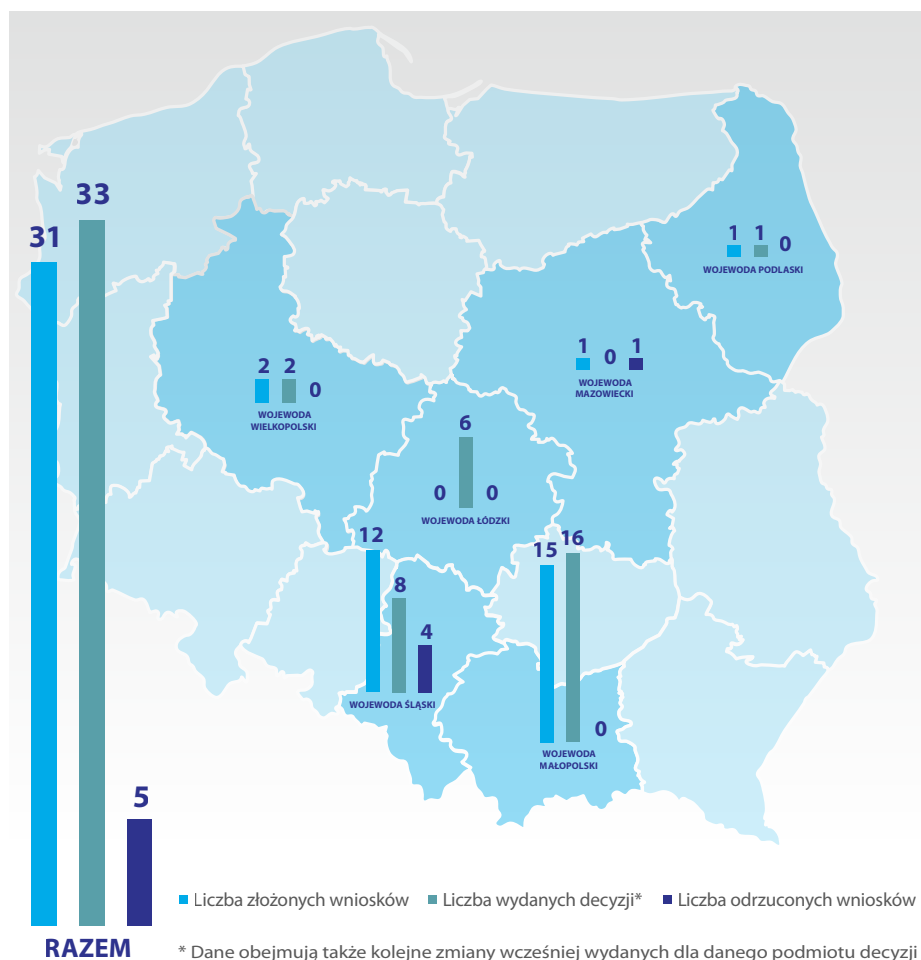 33
31
1 1 0
WOJEWODA PODLASKI
1 0 1
WOJEWODA
MAZOWIECKI
2 2 0
WOJEWODA
WIELKOPOLSKI
6
0 0
WOJEWODA ŁÓDZKI
12
8
4
WOJEWODA ŚLĄSKI
15 16
0
WOJEWODA
MAŁOPOLSKI
5
Liczba złożonych wniosków Liczba wydanych decyzji* Liczba odrzuconych wniosków
RAZEM
* Dane obejmują także kolejne zmiany wcześniej wydanych dla danego podmiotu decyzji